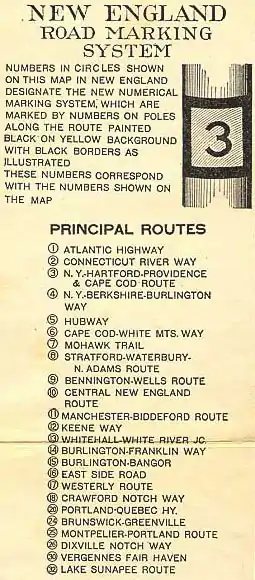 NEW ENGLAND
ROAD MARKING
SYSTEM
NUMBERS IN CIRCLES SHOWN
ON THIS MAP IN NEW ENGLAND
DESIGNATE THE NEW NUMERICAL
MARKING SYSTEM, WHICH ARE
MARKED BY NUMBERS ON POLES
ALONG THE ROUTE PAINTED
BLACK ON YELLOW BACKGROUND
WITH BLACK BORDERS AS
ILLUSTRATED
THESE NUMBERS CORRESPOND
WITH THE NUMBERS SHOWN ON
THE MAP
3
PRINCIPAL ROUTES
① ATLANTIC HIGHWAY
② CONNECTICUT RIVER WAY
③ N.Y.-HARTFORD-PROVIDENCE
& CAPE COD ROUTE
④ N.Y.-BERKSHIRE-BURLINGTON
WAY
⑤ HUBWAY
⑥ CAPE COD-WHITE MTS. WAY
⑦ MOHAWK TRAIL
⑧ STRATFORD-WATERBURY-
N. ADAMS ROUTE
⑨ BENNINGTON-WELLS ROUTE
⑩ CENTRAL NEW ENGLAND
ROUTE
⑪ MANCHESTER-BIDDEFORD ROUTE
⑫ KEENE WAY
⑬ WHITEHALL-WHITE RIVER JC.
⑭ BURLINGTON-FRANKLIN WAY
⑮ BURLINGTON-BANGOR
⑯ EAST SIDE ROAD
⑰ WESTERLY ROUTE
⑱ CRAWFORD NOTCH WAY
⑳ PORTLAND-QUEBEC HY.
㉔ BRUNSWICK-GREENVILLE
㉕ MONTPELIER-PORTLAND ROUTE
㉖ DIXVILLE NOTCH WAY
㉚ VERGENNES FAIR HAVEN
㉜ LAKE SUNAPEE ROUTE